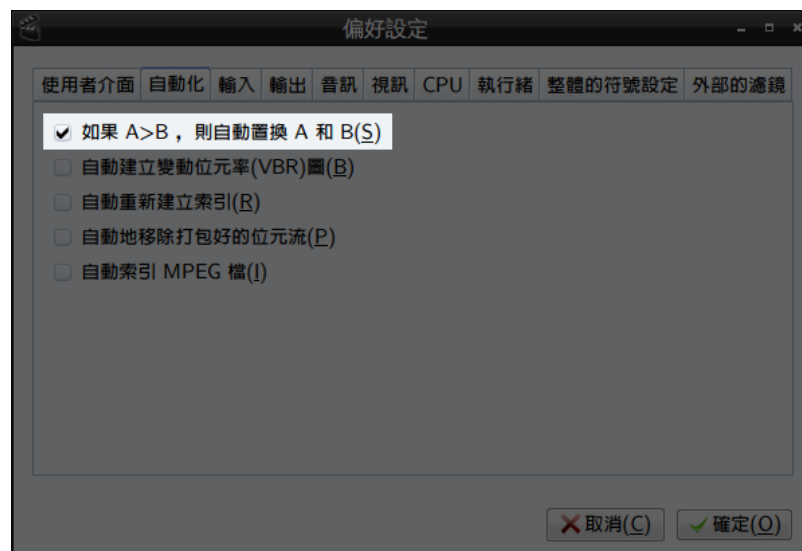 偏好設定
使用者介面 自動化 輸入 輸出 音訊 視訊 CPU 執行緒 整體的符號設定 外部的濾鏡
如果 A>B ，則自動置換 A 和 B(S)
自動建立變動位元率(VBR)圖(B)
自動重新建立索引(R)
自動地移除打包好的位元流(P)
自動索引 MPEG 檔(I)
取消(C) 確定(O)